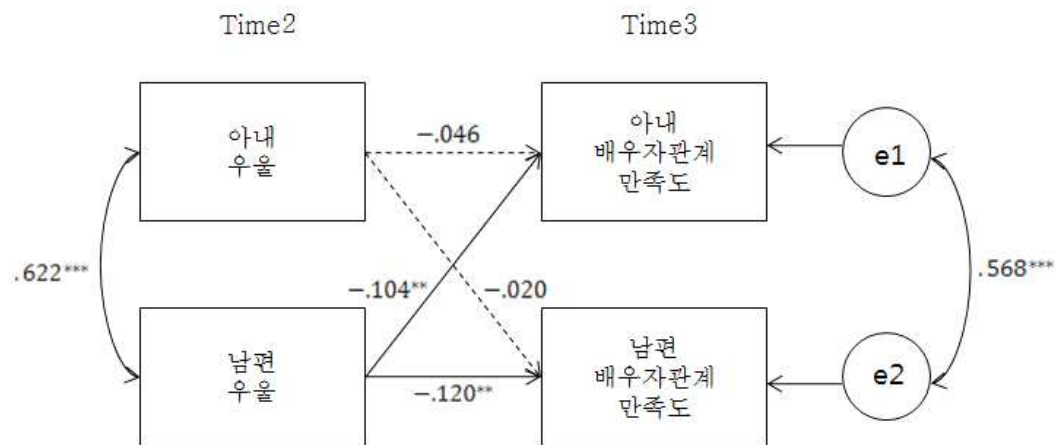 Time2
Time3
아내
우울
-.046
아내
배우자관계
만족도
e1
.622***
-.104**
-.020
.568***
남편
우울
-.120**
남편
배우자관계
만족도
e2